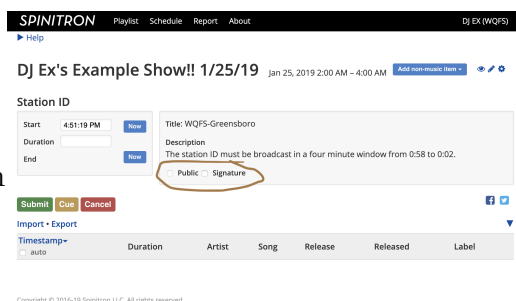 SPINITRON Playlist Schedule Report About DJ EX (WQFS)
▶ Help
DJ Ex's Example Show!! 1/25/19 Jan 25, 2019 2:00 AM – 4:00 AM Add non-music item
Station ID
Start 4:51:19 PM Now
Duration
End Now
Title: WQFS-Greensboro
Description
The station ID must be broadcast in a four minute window from 0:58 to 0:02.
Public Signature
Submit Cue Cancel
Import • Export
Timestamp Duration Artist Song Release Released Label
auto
Copyright © 2016-19 Spinitron LLC. All rights reserved.